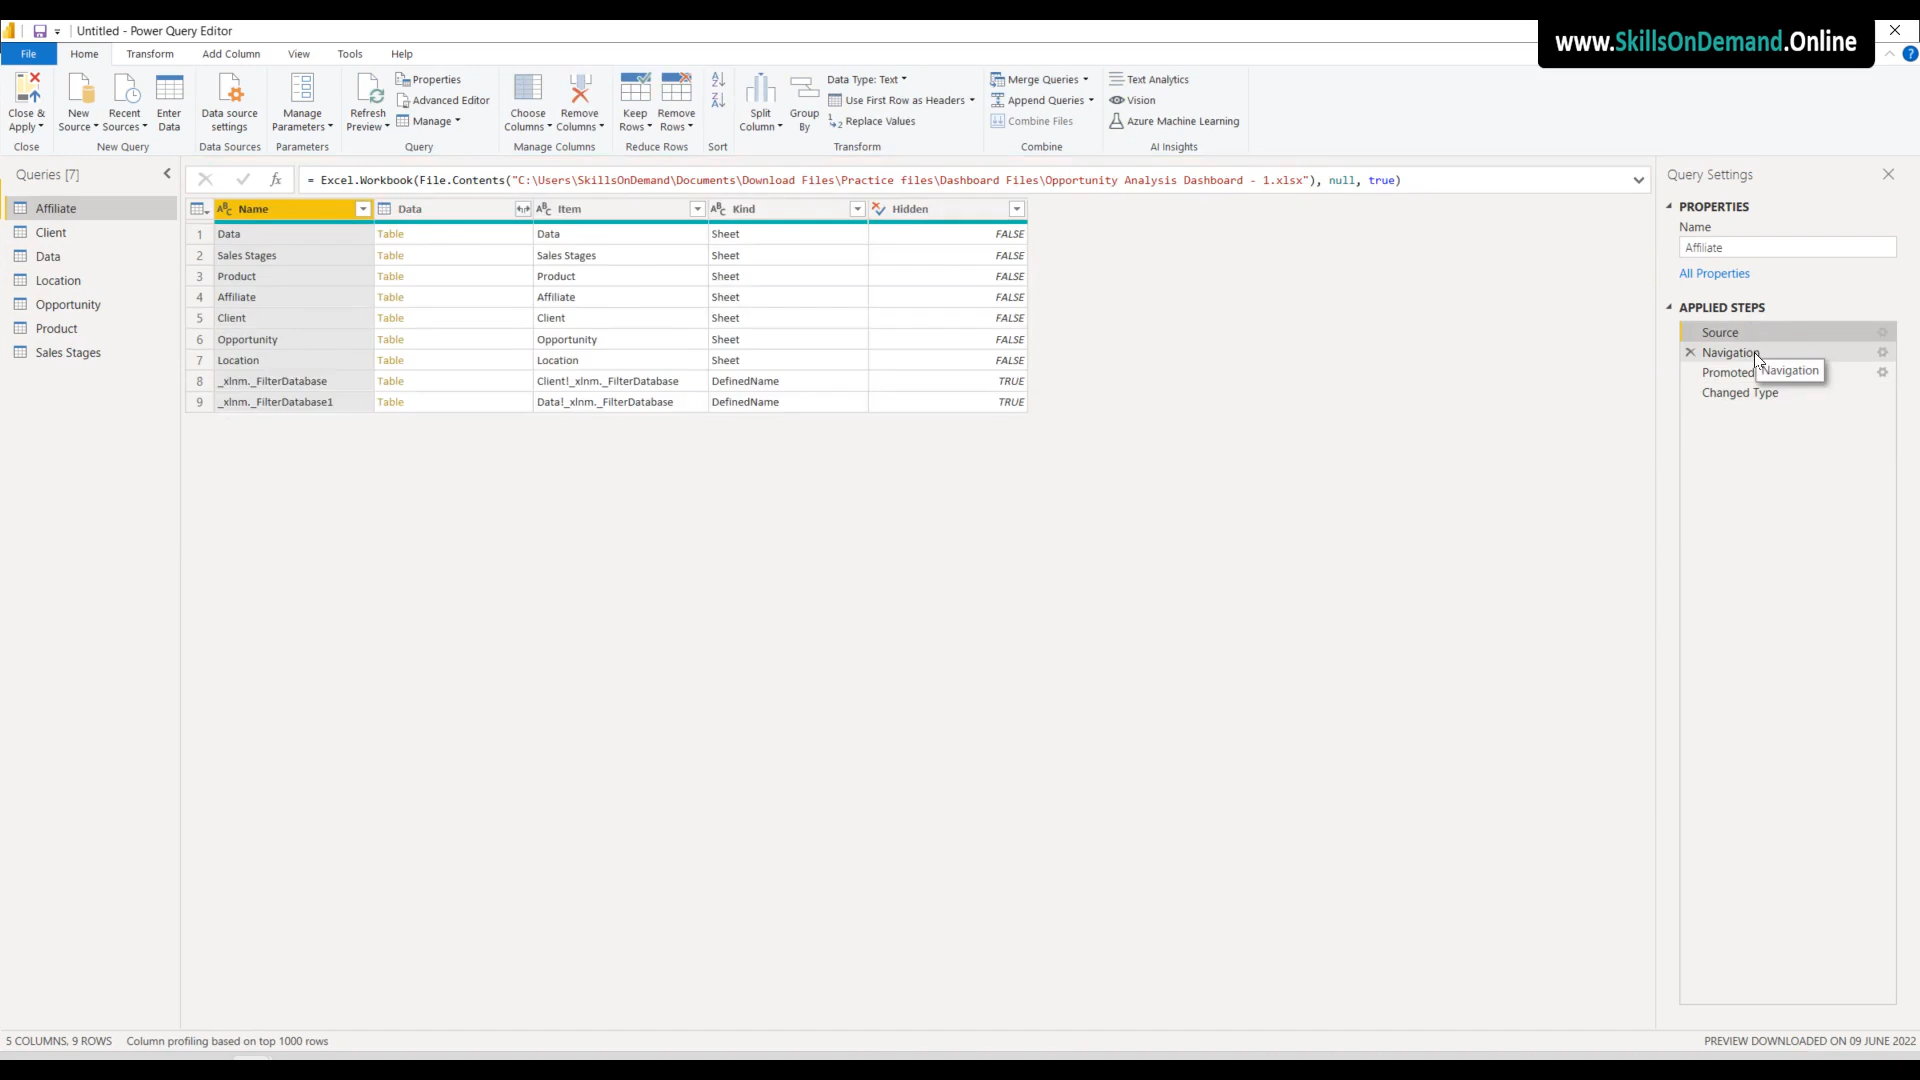 Untitled - Power Query Editor
www.SkillsOnDemand.Online
File Home Transform Add Column View Tools Help
Close & Apply
New Source
Recent Sources
Enter Data
Data source settings
Manage Parameters
Refresh Preview
Properties
Advanced Editor
Manage
Choose Columns
Remove Columns
Keep Rows
Remove Rows
Split Column
Group By
Data Type: Text
Use First Row as Headers
Replace Values
Merge Queries
Append Queries
Combine Files
Text Analytics
Vision
Azure Machine Learning
Close New Query Data Sources Parameters Query Manage Columns Reduce Rows Sort Transform Combine AI Insights
Queries [7]
Affiliate
Client
Data
Location
Opportunity
Product
Sales Stages
fx = Excel.Workbook(File.Contents("C:\Users\SkillsOnDemand\Documents\Download Files\Practice files\Dashboard Files\Opportunity Analysis Dashboard - 1.xlsx"), null, true)
Name Data Item Kind Hidden
1 Data Table Data Sheet FALSE
2 Sales Stages Table Sales Stages Sheet FALSE
3 Product Table Product Sheet FALSE
4 Affiliate Table Affiliate Sheet FALSE
5 Client Table Client Sheet FALSE
6 Opportunity Table Opportunity Sheet FALSE
7 Location Table Location Sheet FALSE
8 _xlnm._FilterDatabase Table Client!_xlnm._FilterDatabase DefinedName TRUE
9 _xlnm._FilterDatabase1 Table Data!_xlnm._FilterDatabase DefinedName TRUE
Query Settings
PROPERTIES
Name
Affiliate
All Properties
APPLIED STEPS
Source
Navigation
Promoted
Navigation
Changed Type
5 COLUMNS, 9 ROWS Column profiling based on top 1000 rows
PREVIEW DOWNLOADED ON 09 JUNE 2022